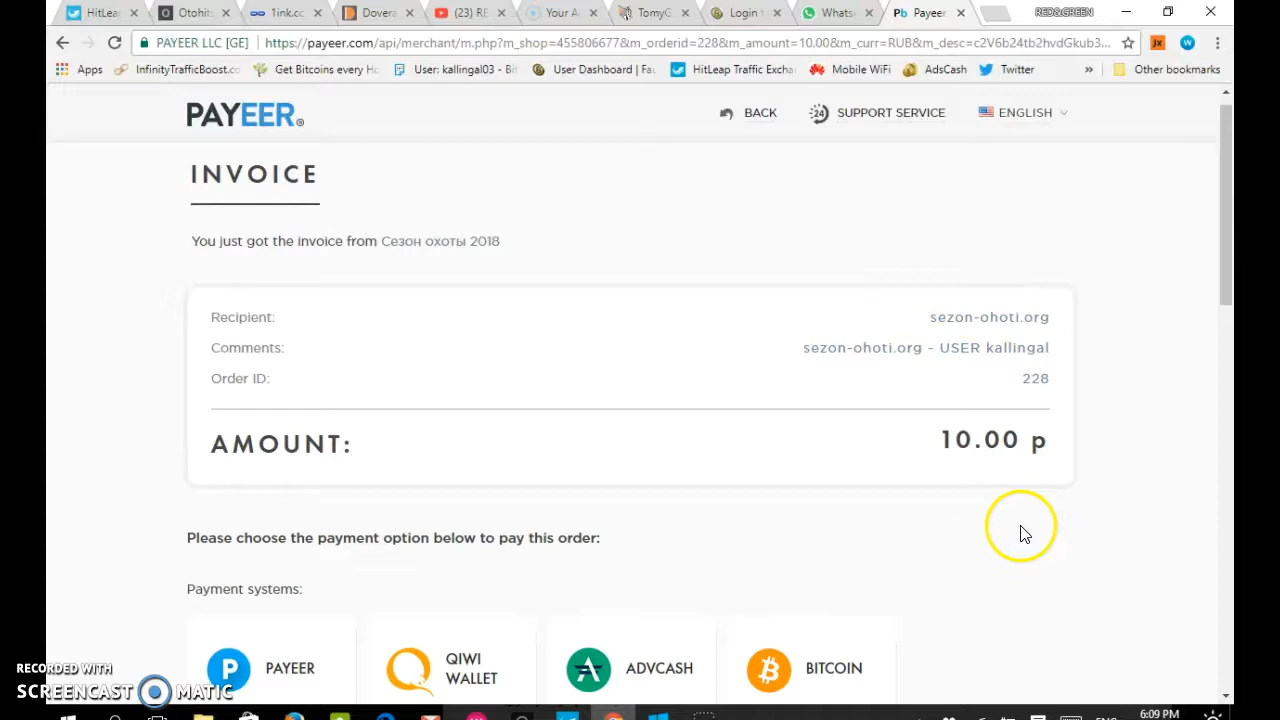 HitLea Otohits 1ink.cc Dovera (23) RE Your A TomyG Login Whats Payeer RED&GREEN
PAYEER LLC [GE] https://payeer.com/api/merchant/m.php?m_shop=455806677&m_orderid=228&m_amount=10.00&m_curr=RUB&m_desc=c2V6b24tb2hvdGkub3...
Apps InfinityTrafficBoost.co Get Bitcoins every H User: kallingal03 - Bit User Dashboard | Fau HitLeap Traffic Excha Mobile WiFi AdsCash Twitter » Other bookmarks
PAYEER® BACK 24 SUPPORT SERVICE ENGLISH
INVOICE
You just got the invoice from Сезон охоты 2018
Recipient: sezon-ohoti.org
Comments: sezon-ohoti.org - USER kallingal
Order ID: 228
AMOUNT: 10.00 p
Please choose the payment option below to pay this order:
Payment systems:
PAYEER QIWI WALLET ADVCASH BITCOIN
RECORDED WITH
SCREENCAST MATIC
6:09 PM